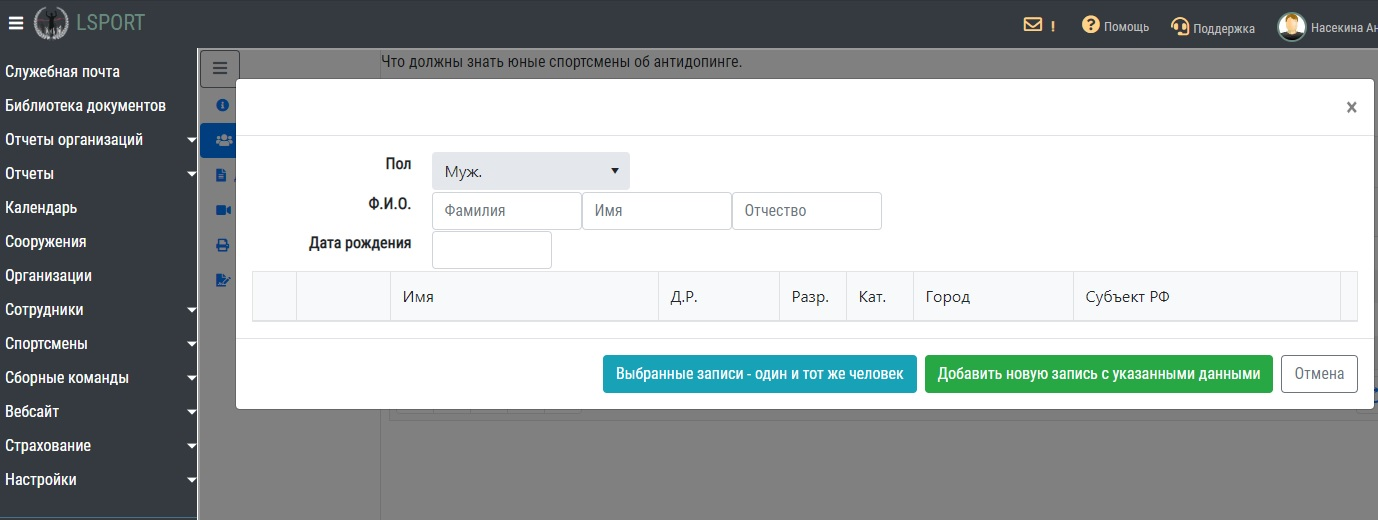 LSPORT
!
Помощь
Поддержка
Насекина Ан
Служебная почта
Библиотека документов
Отчеты организаций
Отчеты
Календарь
Сооружения
Организации
Сотрудники
Спортсмены
Сборные команды
Вебсайт
Страхование
Настройки
Что должны знать юные спортсмены об антидопинге.
×
Пол
Муж.
Ф.И.О.
Фамилия Имя Отчество
Дата рождения
Имя Д.Р. Разр. Кат. Город Субъект РФ
Выбранные записи - один и тот же человек
Добавить новую запись с указанными данными
Отмена